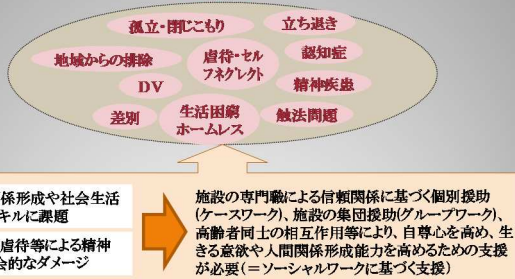 孤立・閉じこもり
立ち退き
地域からの排除
虐待・セル
フネグレクト
認知症
DV
精神疾患
差別
生活困窮
ホームレス
触法問題
係形成や社会生活
キルに課題
虐待等による精神
会的なダメージ
施設の専門職による信頼関係に基づく個別援助
(ケースワーク)、施設の集団援助(グループワーク)、
高齢者同士の相互作用等により、自尊心を高め、生
きる意欲や人間関係形成能力を高めるための支援
が必要(=ソーシャルワークに基づく支援)